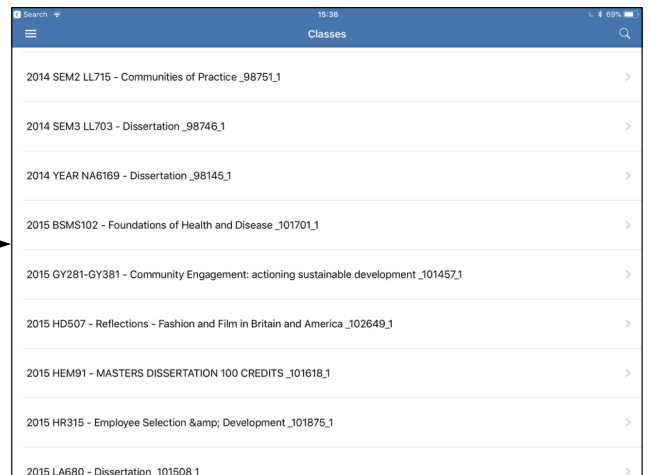 Search 15:38 69%
Classes
2014 SEM2 LL715 - Communities of Practice _98751_1
2014 SEM3 LL703 - Dissertation _98746_1
2014 YEAR NA6169 - Dissertation _98145_1
2015 BSMS102 - Foundations of Health and Disease _101701_1
2015 GY281-GY381 - Community Engagement: actioning sustainable development _101457_1
2015 HD507 - Reflections - Fashion and Film in Britain and America _102649_1
2015 HEM91 - MASTERS DISSERTATION 100 CREDITS _101618_1
2015 HR315 - Employee Selection &amp; Development _101875_1
2015 LA680 - Dissertation _101508_1